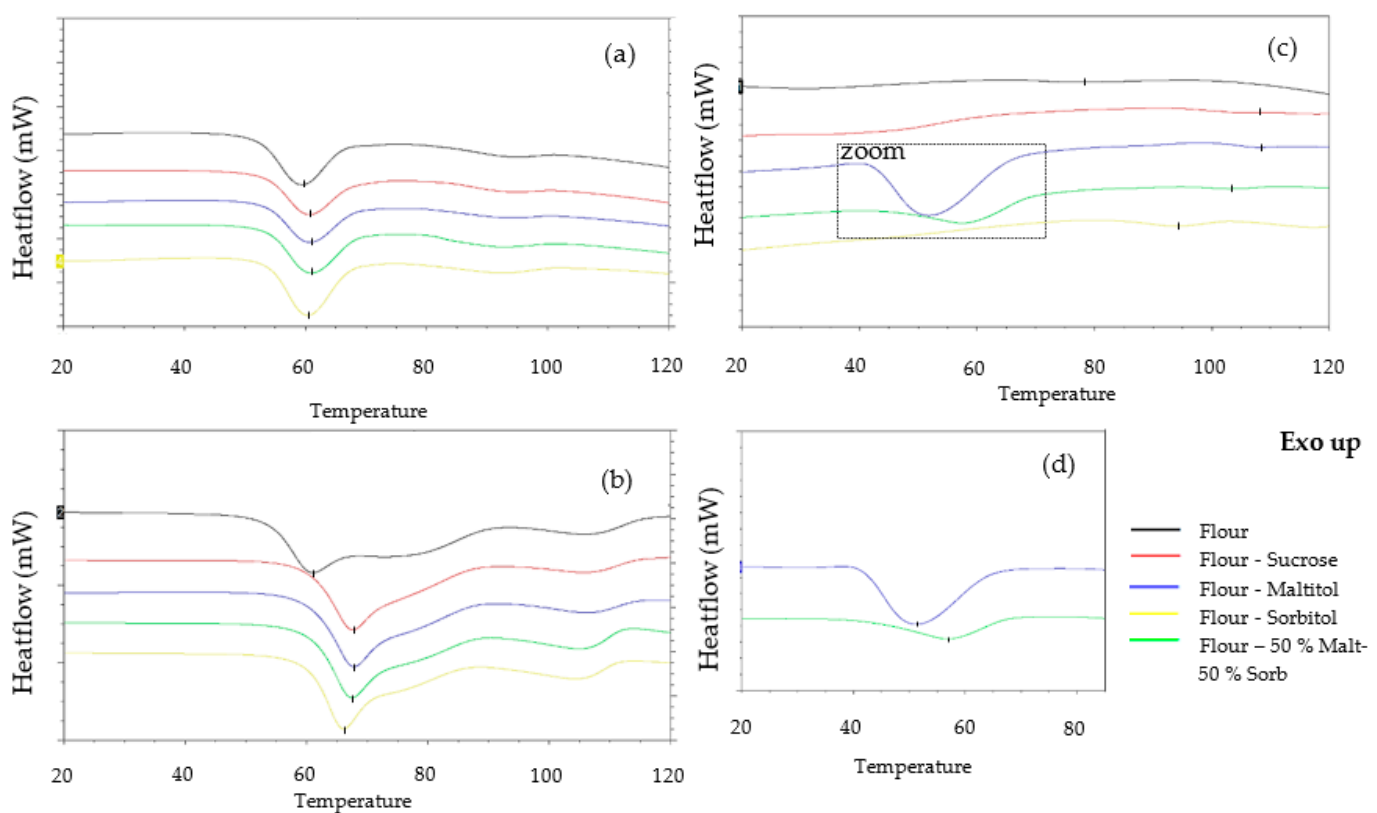 (a)
Heatflow (mW)
20 40 60 80 100 120
Temperature
(c)
Heatflow (mW)
zoom
20 40 60 80 100 120
Temperature
(b)
Heatflow (mW)
20 40 60 80 100 120
Temperature
(d)
Heatflow (mW)
20 40 60 80
Temperature
Exo up
Flour
Flour - Sucrose
Flour - Maltitol
Flour - Sorbitol
Flour – 50 % Malt-
50 % Sorb